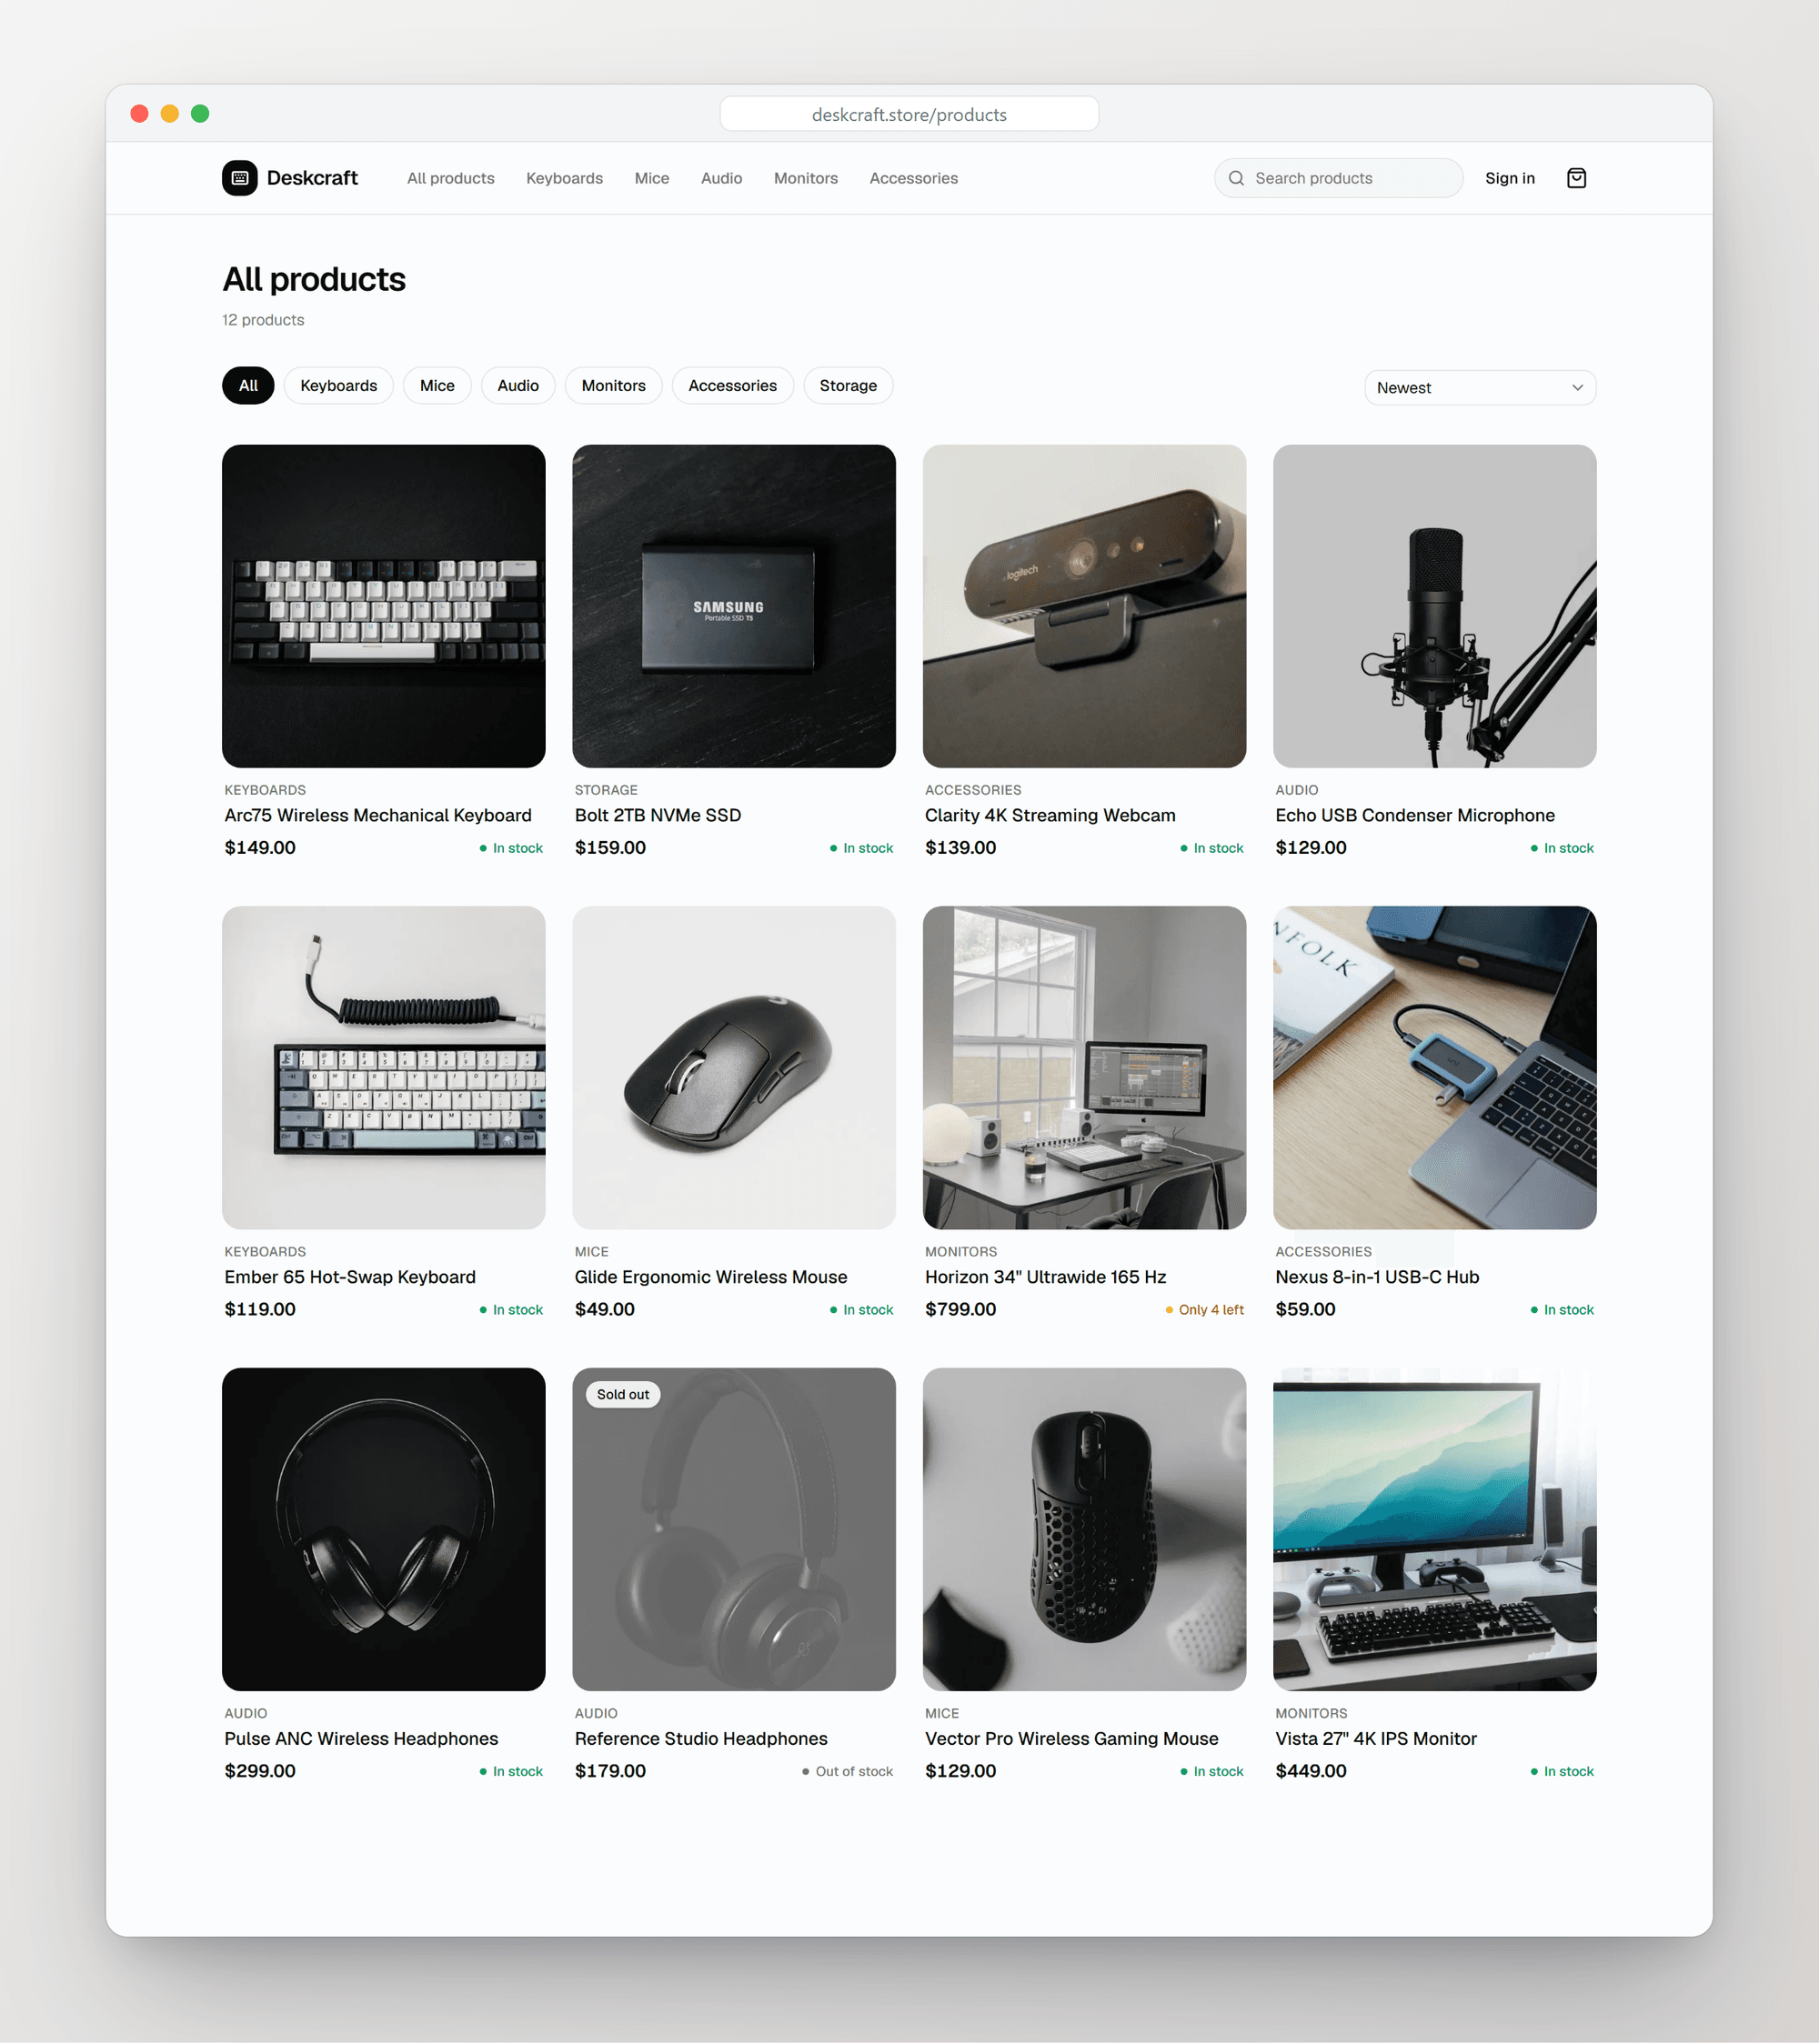 deskcraft.store/products
Deskcraft All products Keyboards Mice Audio Monitors Accessories Search products Sign in
All products
12 products
All Keyboards Mice Audio Monitors Accessories Storage Newest
SAMSUNG
Portable SSD T5
logitech
KEYBOARDS
Arc75 Wireless Mechanical Keyboard
$149.00 In stock
STORAGE
Bolt 2TB NVMe SSD
$159.00 In stock
ACCESSORIES
Clarity 4K Streaming Webcam
$139.00 In stock
AUDIO
Echo USB Condenser Microphone
$129.00 In stock
NFOLK
KEYBOARDS
Ember 65 Hot-Swap Keyboard
$119.00 In stock
MICE
Glide Ergonomic Wireless Mouse
$49.00 In stock
MONITORS
Horizon 34" Ultrawide 165 Hz
$799.00 Only 4 left
ACCESSORIES
Nexus 8-in-1 USB-C Hub
$59.00 In stock
Sold out
AUDIO
Pulse ANC Wireless Headphones
$299.00 In stock
AUDIO
Reference Studio Headphones
$179.00 Out of stock
MICE
Vector Pro Wireless Gaming Mouse
$129.00 In stock
MONITORS
Vista 27" 4K IPS Monitor
$449.00 In stock